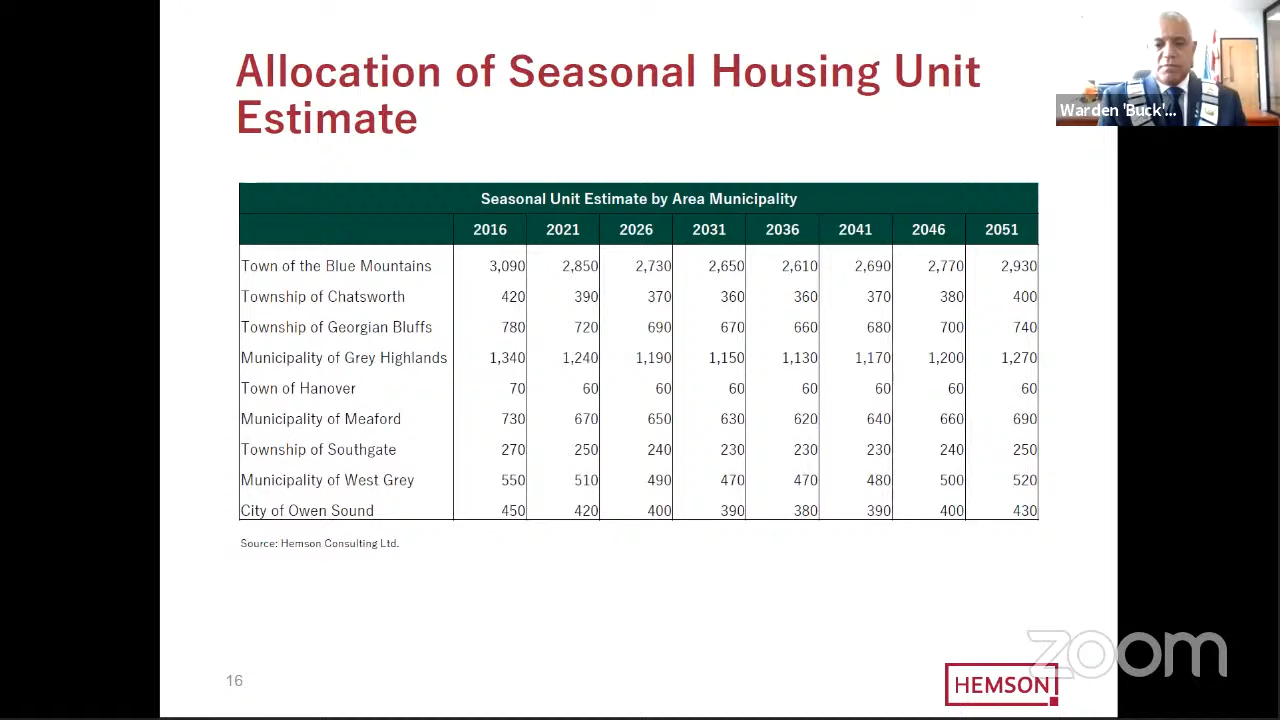 Allocation of Seasonal Housing Unit
Estimate
Warden 'Buck'...
Seasonal Unit Estimate by Area Municipality
2016 2021 2026 2031 2036 2041 2046 2051
Town of the Blue Mountains 3,090 2,850 2,730 2,650 2,610 2,690 2,770 2,930
Township of Chatsworth 420 390 370 360 360 370 380 400
Township of Georgian Bluffs 780 720 690 670 660 680 700 740
Municipality of Grey Highlands 1,340 1,240 1,190 1,150 1,130 1,170 1,200 1,270
Town of Hanover 70 60 60 60 60 60 60 60
Municipality of Meaford 730 670 650 630 620 640 660 690
Township of Southgate 270 250 240 230 230 230 240 250
Municipality of West Grey 550 510 490 470 470 480 500 520
City of Owen Sound 450 420 400 390 380 390 400 430
Source: Hemson Consulting Ltd.
zoom
16
HEMSON